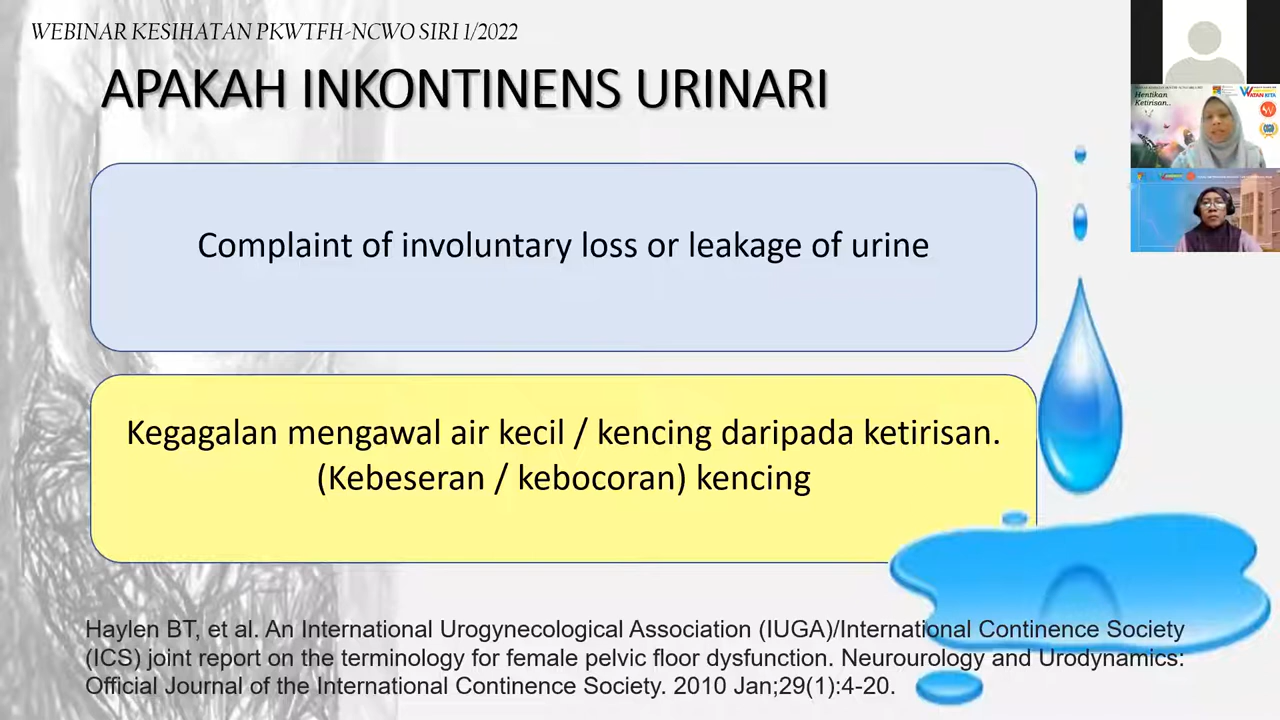 WEBINAR KESIHATAN PKWTFH-NCWO SIRI 1/2022
APAKAH INKONTINENS URINARI
Complaint of involuntary loss or leakage of urine
Kegagalan mengawal air kecil / kencing daripada ketirisan.
(Kebeseran / kebocoran) kencing
Haylen BT, et al. An International Urogynecological Association (IUGA)/International Continence Society
(ICS) joint report on the terminology for female pelvic floor dysfunction. Neurourology and Urodynamics:
Official Journal of the International Continence Society. 2010 Jan;29(1):4-20.
Hentikan
Ketirisan..